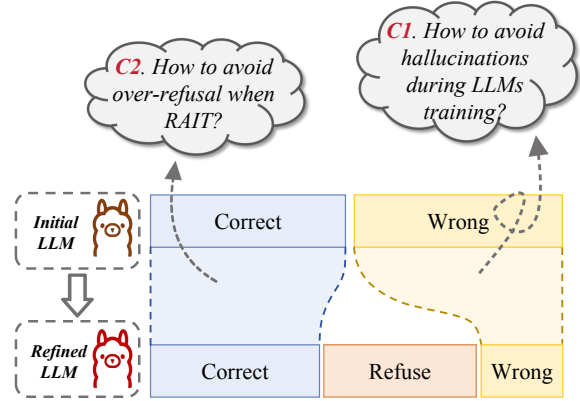 C2. How to avoid
over-refusal when
RAIT?
C1. How to avoid
hallucinations
during LLMs
training?
Initial
LLM
Correct
Wrong
Refined
LLM
Correct
Refuse
Wrong